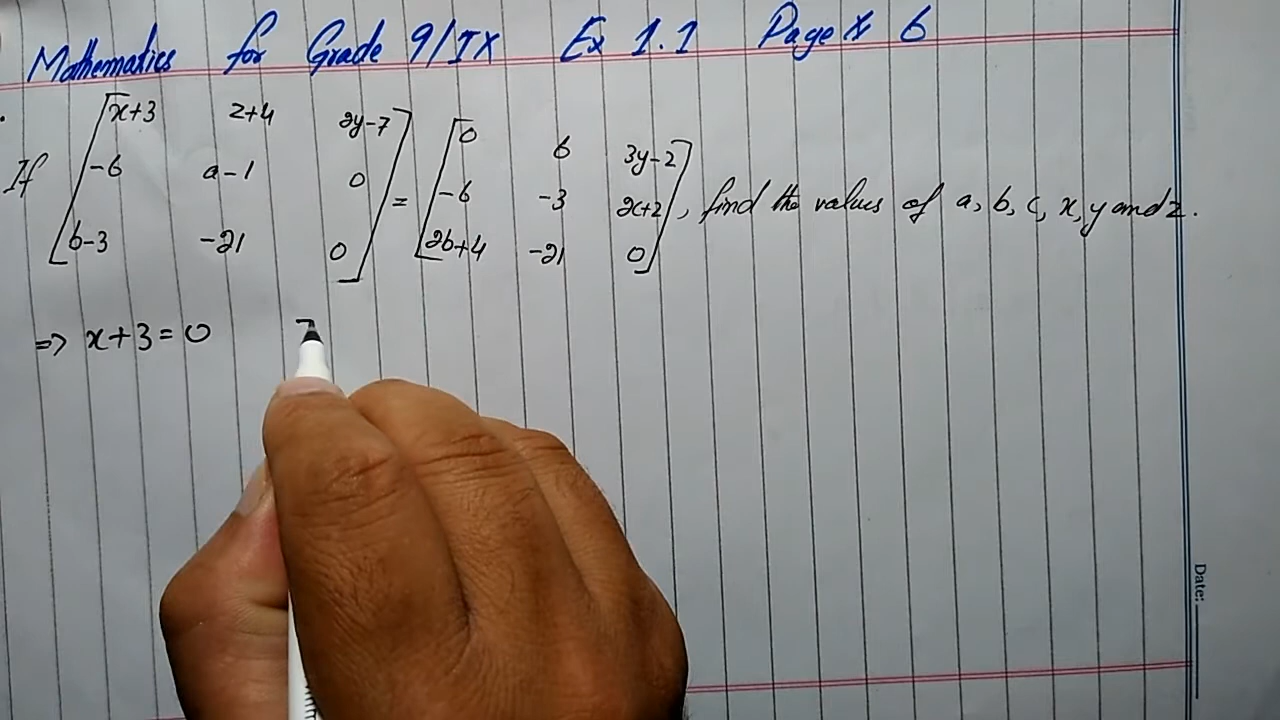 Mathematics for Grade 9/IX Ex 1.1 Page # 6
If [x+3 z+4 2y-7 = [0 6 3y-2
-6 a-1 0 -6 -3 2c+2
b-3 -21 0] 2b+4 -21 0], find the values of a, b, c, x, y and z.
=> x+3=0
Date: